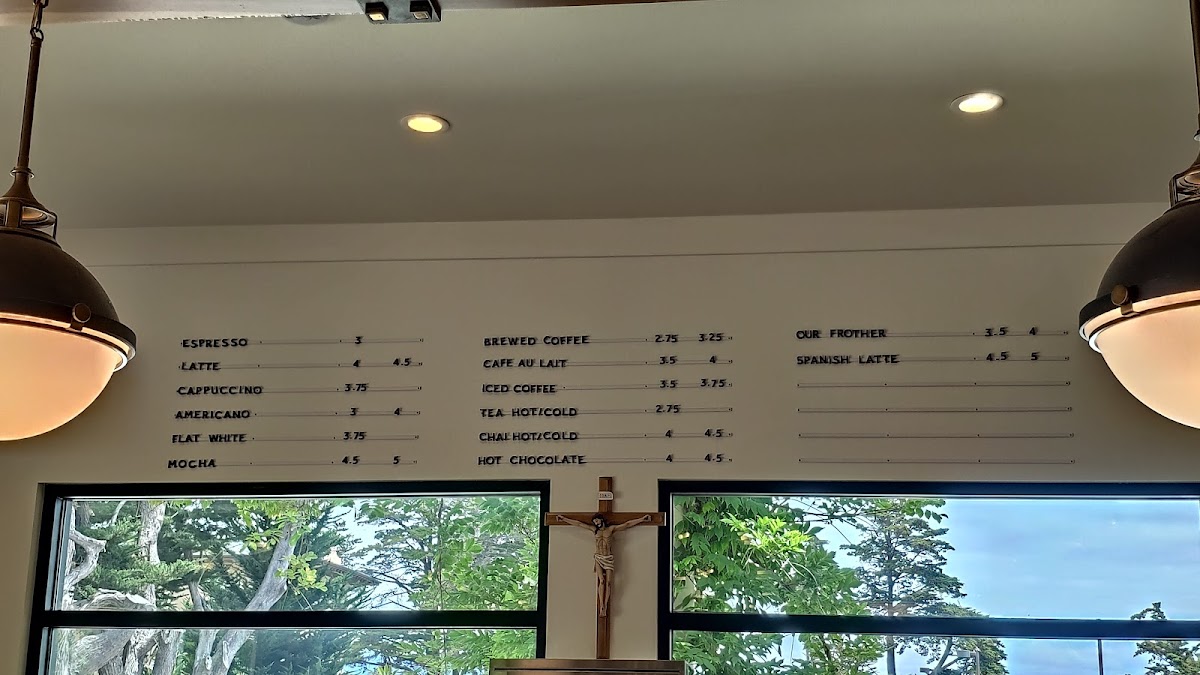 ESPRESSO 3
LATTE 4 4.5
CAPPUCCINO 3.75
AMERICANO 3 4
FLAT WHITE 3.75
MOCHA 4.5 5
BREWED COFFEE 2.75 3.25
CAFE AU LAIT 3.5 4
ICED COFFEE 3.5 3.75
TEA HOT/COLD 2.75
CHAI HOT/COLD 4 4.5
HOT CHOCOLATE 4 4.5
OUR FROTHER 3.5 4
SPANISH LATTE 4.5 5